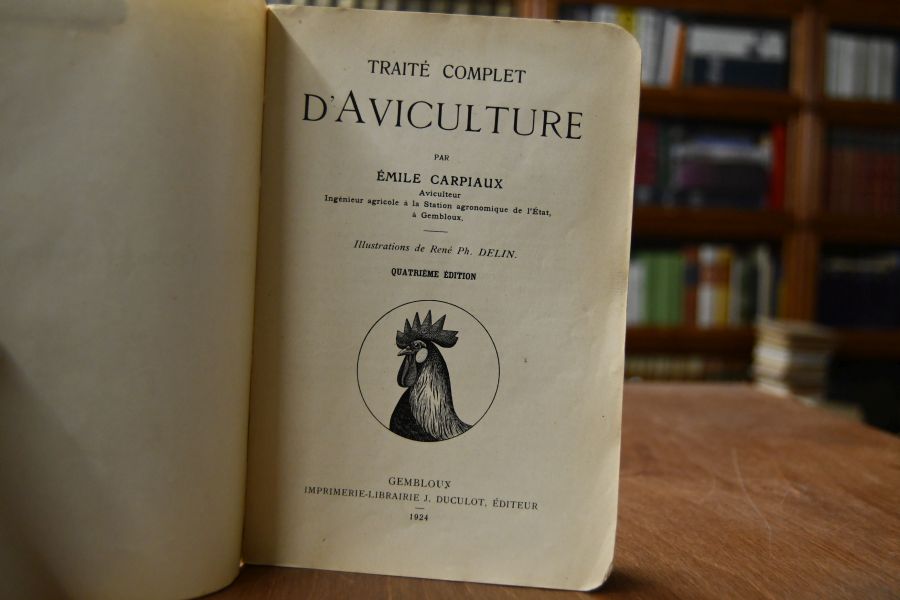 TRAITÉ COMPLET
D'AVICULTURE
PAR
ÉMILE CARPIAUX
Aviculteur
Ingénieur agricole à la Station agronomique de l'État,
à Gembloux.
Illustrations de René Ph. DELIN.
QUATRIÈME ÉDITION
GEMBLOUX
IMPRIMERIE-LIBRAIRIE J. DUCULOT, ÉDITEUR
1924